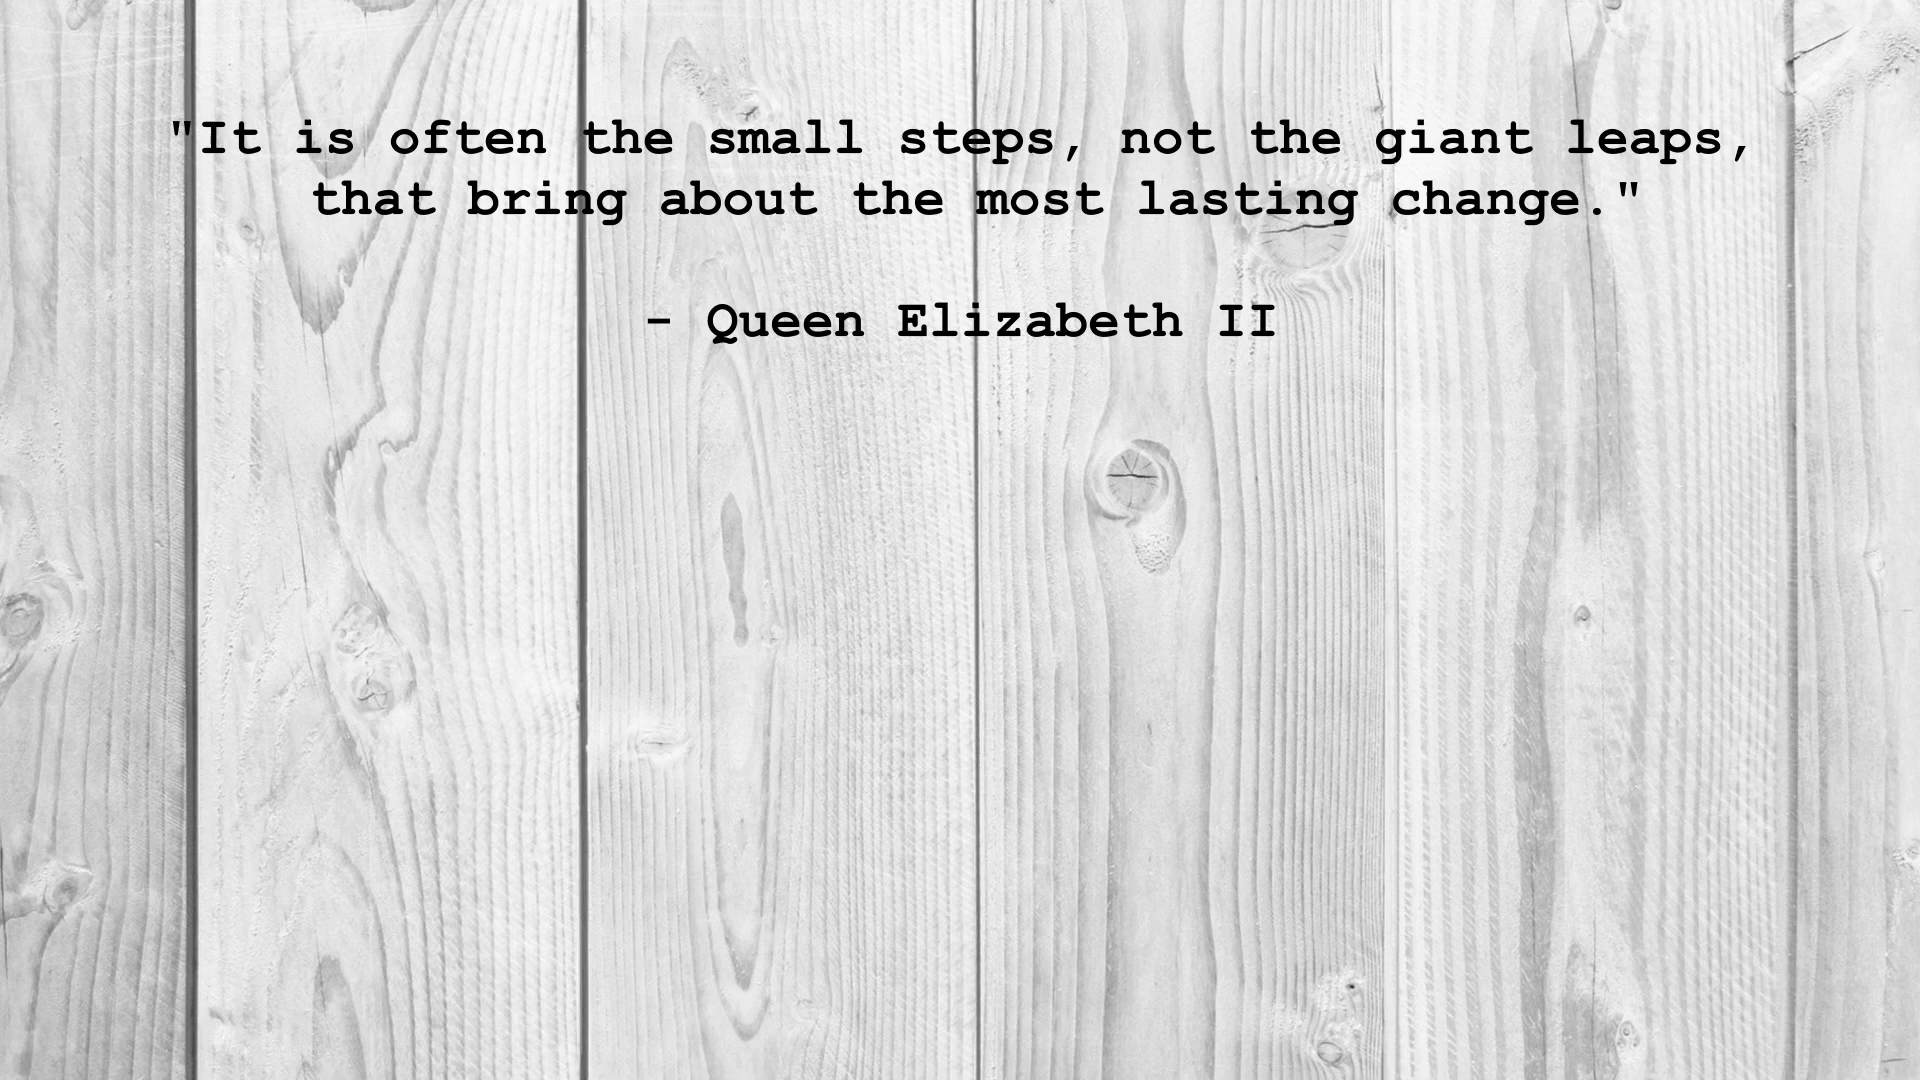 "It is often the small steps, not the giant leaps,
that bring about the most lasting change."
- Queen Elizabeth II